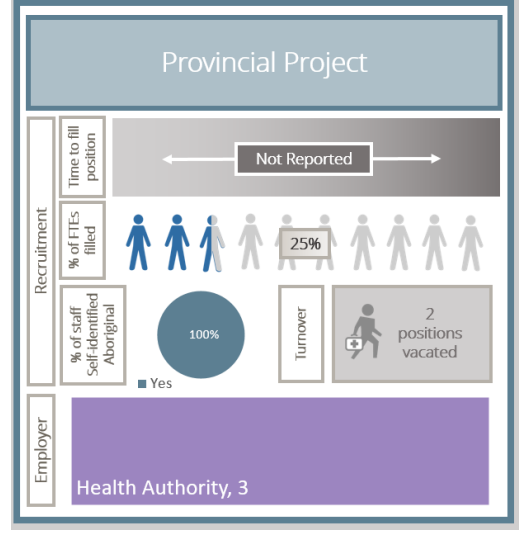 Provincial Project
Recruitment
Time to fill
position
Not Reported
% of FTEs
filled
25%
% of staff
Self-identified
Aboriginal
100%
Yes
Turnover
2
positions
vacated
Employer
Health Authority, 3